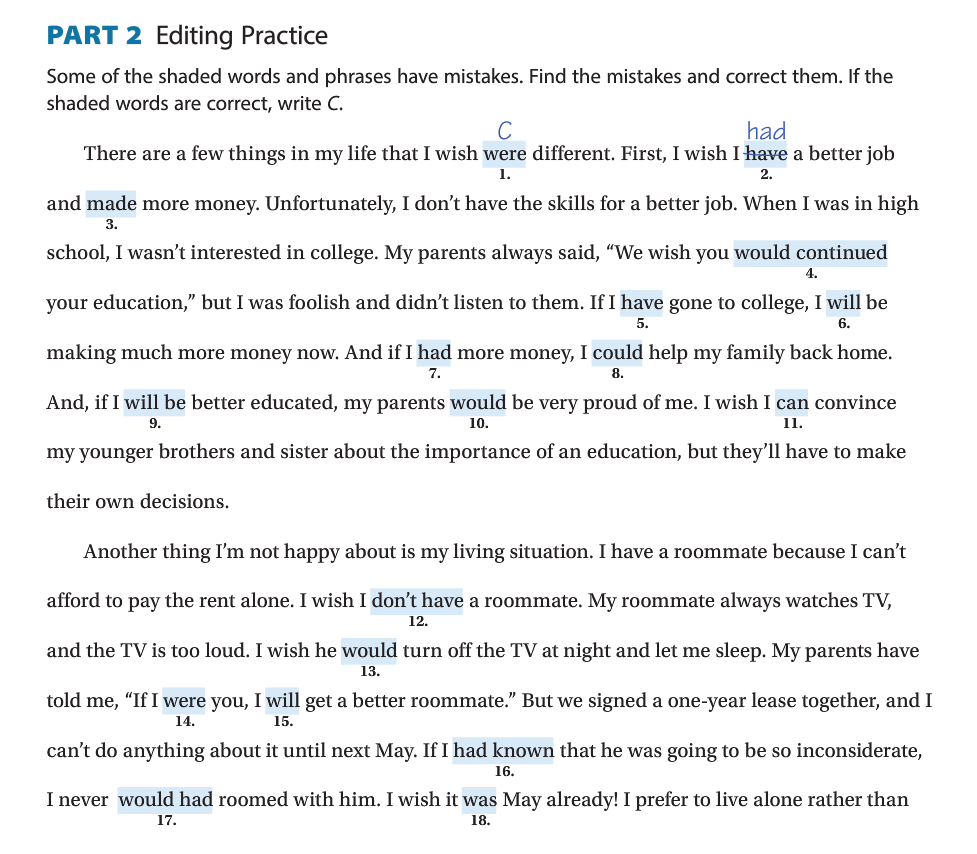 PART 2 Editing Practice
Some of the shaded words and phrases have mistakes. Find the mistakes and correct them. If the
shaded words are correct, write C.
C had
There are a few things in my life that I wish were different. First, I wish I have a better job
1. 2.
and made more money. Unfortunately, I don't have the skills for a better job. When I was in high
3.
school, I wasn't interested in college. My parents always said, “We wish you would continued
4.
your education,” but I was foolish and didn't listen to them. If I have gone to college, I will be
5. 6.
making much more money now. And if I had more money, I could help my family back home.
7. 8.
And, if I will be better educated, my parents would be very proud of me. I wish I can convince
9. 10. 11.
my younger brothers and sister about the importance of an education, but they'll have to make
their own decisions.
Another thing I'm not happy about is my living situation. I have a roommate because I can't
afford to pay the rent alone. I wish I don't have a roommate. My roommate always watches TV,
12.
and the TV is too loud. I wish he would turn off the TV at night and let me sleep. My parents have
13.
told me, “If I were you, I will get a better roommate.” But we signed a one-year lease together, and I
14. 15.
can't do anything about it until next May. If I had known that he was going to be so inconsiderate,
16.
I never would had roomed with him. I wish it was May already! I prefer to live alone rather than
17. 18.